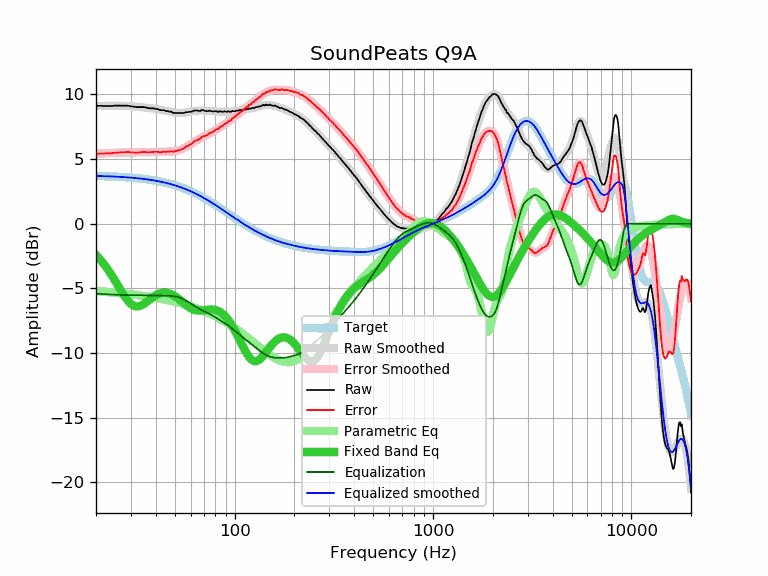 SoundPeats Q9A
Amplitude (dBr)
10
5
0
−5
−10
−15
−20
Target
Raw Smoothed
Error Smoothed
Raw
Error
Parametric Eq
Fixed Band Eq
Equalization
Equalized smoothed
100
1000
10000
Frequency (Hz)